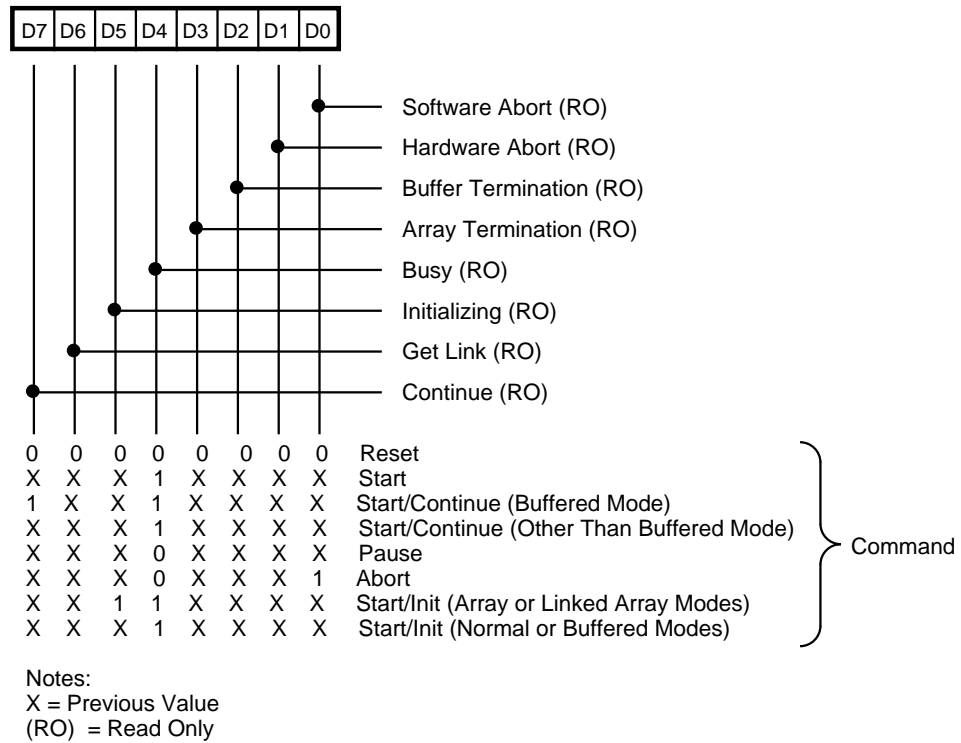 D7 D6 D5 D4 D3 D2 D1 D0
Software Abort (RO)
Hardware Abort (RO)
Buffer Termination (RO)
Array Termination (RO)
Busy (RO)
Initializing (RO)
Get Link (RO)
Continue (RO)
0 0 0 0 0 0 0 0 Reset
X X X 1 X X X X Start
1 X X 1 X X X X Start/Continue (Buffered Mode)
X X X 1 X X X X Start/Continue (Other Than Buffered Mode)
X X X 0 X X X X Pause
X X X 0 X X X 1 Abort
X X 1 1 X X X X Start/Init (Array or Linked Array Modes)
X X X 1 X X X X Start/Init (Normal or Buffered Modes)
Command
Notes:
X = Previous Value
(RO) = Read Only